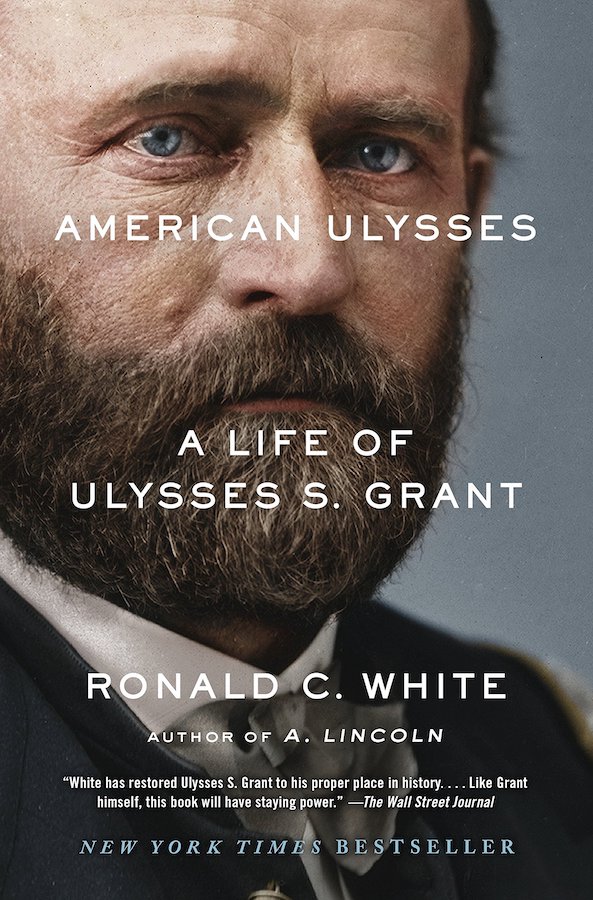 AMERICAN ULYSSES
A LIFE OF
ULYSSES S. GRANT
RONALD C. WHITE
AUTHOR OF A. LINCOLN
“White has restored Ulysses S. Grant to his proper place in history. . . . Like Grant
himself, this book will have staying power.” —The Wall Street Journal
NEW YORK TIMES BESTSELLER